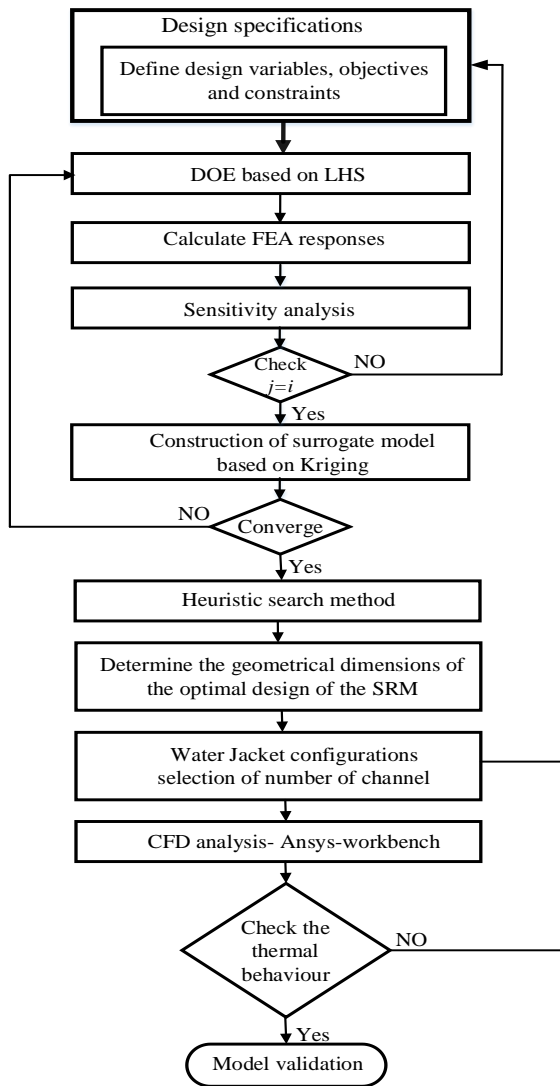 Design specifications
Define design variables, objectives
and constraints
DOE based on LHS
Calculate FEA responses
Sensitivity analysis
Check
j=i
NO
Yes
Construction of surrogate model
based on Kriging
NO
Converge
Yes
Heuristic search method
Determine the geometrical dimensions of
the optimal design of the SRM
Water Jacket configurations
selection of number of channel
CFD analysis- Ansys-workbench
Check the
thermal
behaviour
NO
Yes
Model validation